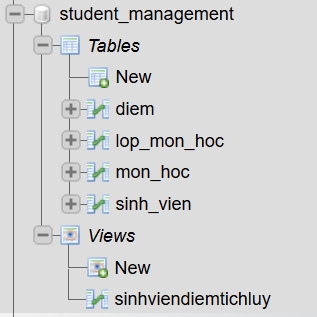 student_management
Tables
New
diem
lop_mon_hoc
mon_hoc
sinh_vien
Views
New
sinhviendiemtichluy